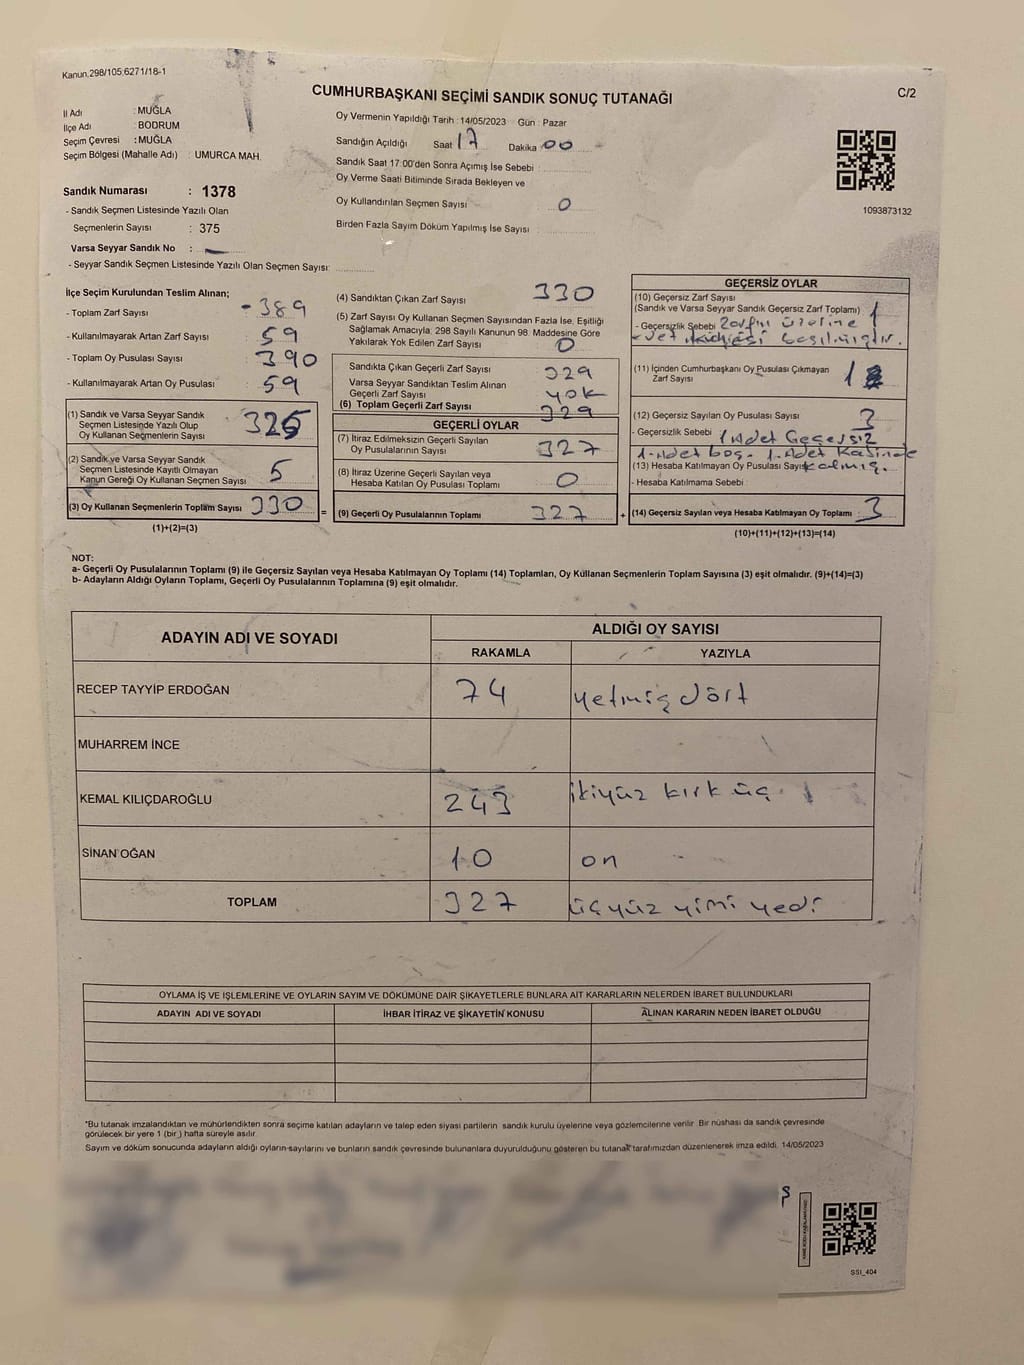 Kanun.298/105;6271/18-1
C/2
CUMHURBAŞKANI SEÇİMİ SANDIK SONUÇ TUTANAĞI
İl Adı : MUĞLA
İlçe Adı : BODRUM
Seçim Çevresi : MUĞLA
Seçim Bölgesi (Mahalle Adı) : UMURCA MAH.
Sandık Numarası : 1378
- Sandık Seçmen Listesinde Yazılı Olan
Seçmenlerin Sayısı : 375
Varsa Seyyar Sandık No :
- Seyyar Sandık Seçmen Listesinde Yazılı Olan Seçmen Sayısı:
Oy Vermenin Yapıldığı Tarih : 14/05/2023 Gün : Pazar
Sandığın Açıldığı Saat 17 Dakika 00
Sandık Saat 17:00'den Sonra Açımış İse Sebebi :
Oy Verme Saati Bitiminde Sırada Bekleyen ve
Oy Kullandırılan Seçmen Sayısı : 0
Birden Fazla Sayım Döküm Yapılmış İse Sayısı :
1093873132
İlçe Seçim Kurulundan Teslim Alınan;
- Toplam Zarf Sayısı - 389
- Kullanılmayarak Artan Zarf Sayısı 59
- Toplam Oy Pusulası Sayısı 390
- Kullanılmayarak Artan Oy Pusulası 59
(1) Sandık ve Varsa Seyyar Sandık
Seçmen Listesinde Yazılı Olup
Oy Kullanan Seçmenlerin Sayısı 325
(2) Sandık ve Varsa Seyyar Sandık
Seçmen Listesinde Kayıtlı Olmayan
Kanun Gereği Oy Kullanan Seçmen Sayısı 5
(3) Oy Kullanan Seçmenlerin Toplam Sayısı 330
(1)+(2)=(3)
=
(4) Sandıktan Çıkan Zarf Sayısı 330
(5) Zarf Sayısı Oy Kullanan Seçmen Sayısından Fazla İse, Eşitliği
Sağlamak Amacıyla; 298 Sayılı Kanunun 98. Maddesine Göre
Yakılarak Yok Edilen Zarf Sayısı 0
Sandıkta Çıkan Geçerli Zarf Sayısı 329
Varsa Seyyar Sandıktan Teslim Alınan
Geçerli Zarf Sayısı yok
(6) Toplam Geçerli Zarf Sayısı 329
GEÇERLİ OYLAR
(7) İtiraz Edilmeksizin Geçerli Sayılan
Oy Pusulalarının Sayısı 327
(8) İtiraz Üzerine Geçerli Sayılan veya
Hesaba Katılan Oy Pusulası Toplamı 0
(9) Geçerli Oy Pusulalarının Toplamı 327
+
GEÇERSİZ OYLAR
(10) Geçersiz Zarf Sayısı
(Sandık ve Varsa Seyyar Sandık Geçersiz Zarf Toplamı) 1
- Geçersizlik Sebebi Zarfın üzerine
evet basılmıştır.
(11) İçinden Cumhurbaşkanı Oy Pusulası Çıkmayan
Zarf Sayısı 1
(12) Geçersiz Sayılan Oy Pusulası Sayısı 3
- Geçersizlik Sebebi 1 Adet Geçersiz
1-Adet boş. 1. Adet Kabinde
(13) Hesaba Katılmayan Oy Pusulası Sayısı kalmış.
- Hesaba Katılmama Sebebi
(14) Geçersiz Sayılan veya Hesaba Katılmayan Oy Toplamı 3
(10)+(11)+(12)+(13)=(14)
NOT:
a- Geçerli Oy Pusulalarının Toplamı (9) ile Geçersiz Sayılan veya Hesaba Katılmayan Oy Toplamı (14) Toplamları, Oy Kullanan Seçmenlerin Toplam Sayısına (3) eşit olmalıdır. (9)+(14)=(3)
b- Adayların Aldığı Oyların Toplamı, Geçerli Oy Pusulalarının Toplamına (9) eşit olmalıdır.
ADAYIN ADI VE SOYADI
ALDIĞI OY SAYISI
RAKAMLA YAZIYLA
RECEP TAYYİP ERDOĞAN 74 yetmiş dört
MUHARREM İNCE
KEMAL KILIÇDAROĞLU 243 ikiyüz kırk üç
SİNAN OĞAN 10 on
TOPLAM 327 üçyüz yimi yedi
OYLAMA İŞ VE İŞLEMLERİNE VE OYLARIN SAYIM VE DÖKÜMÜNE DAİR ŞİKAYETLERLE BUNLARA AİT KARARLARIN NELERDEN İBARET BULUNDUKLARI
ADAYIN ADI VE SOYADI İHBAR İTİRAZ VE ŞİKAYETİN KONUSU ALINAN KARARIN NEDEN İBARET OLDUĞU
*Bu tutanak imzalandıktan ve mühürlendikten sonra seçime katılan adayların ve talep eden siyasi partilerin sandık kurulu üyelerine veya gözlemcilerine verilir. Bir nüshası da sandık çevresinde
görülecek bir yere 1 (bir) hafta süreyle asılır.
Sayım ve döküm sonucunda adayların aldığı oyların sayılarını ve bunların sandık çevresinde bulunanlara duyurulduğunu gösteren bu tutanak tarafımızdan düzenlenerek imza edildi. 14/05/2023
SSI_404